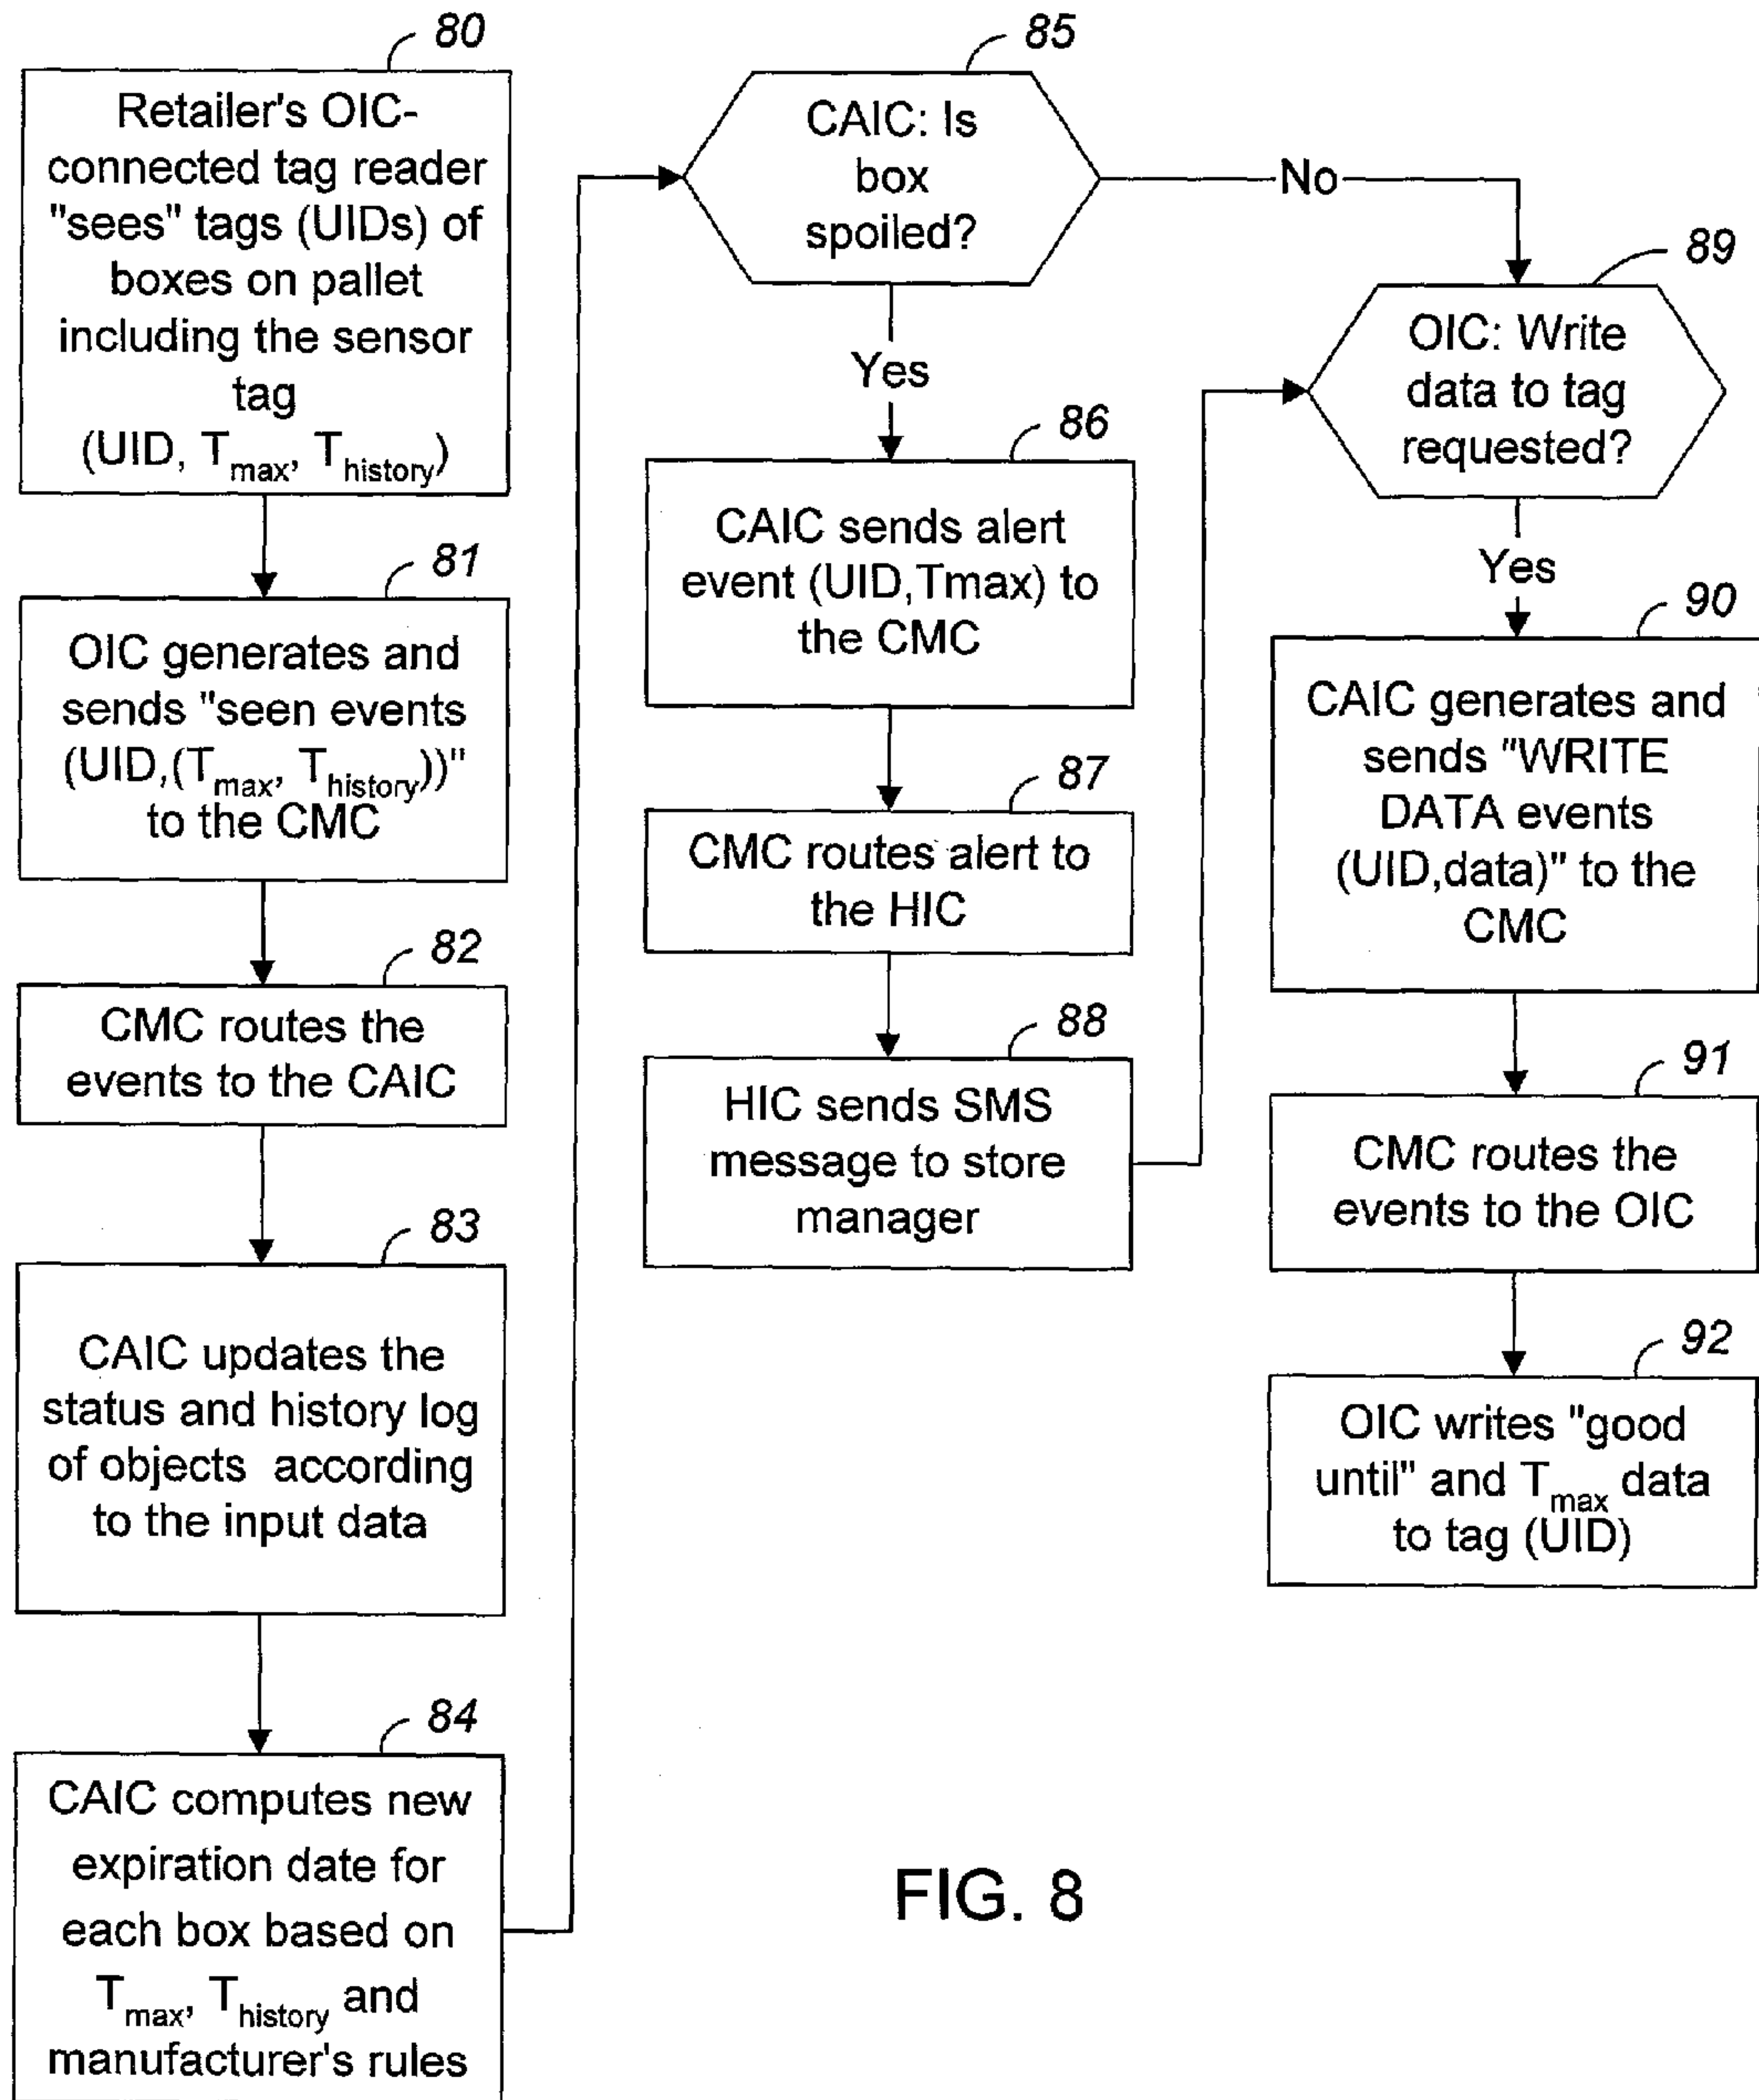 80
Retailer's OIC-
connected tag reader
"sees" tags (UIDs) of
boxes on pallet
including the sensor
tag
(UID, Tmax, Thistory)
81
OIC generates and
sends "seen events
(UID,(Tmax, Thistory))"
to the CMC
82
CMC routes the
events to the CAIC
83
CAIC updates the
status and history log
of objects according
to the input data
84
CAIC computes new
expiration date for
each box based on
Tmax, Thistory and
manufacturer's rules
85
CAIC: Is
box
spoiled?
No
Yes
86
CAIC sends alert
event (UID,Tmax) to
the CMC
87
CMC routes alert to
the HIC
88
HIC sends SMS
message to store
manager
89
OIC: Write
data to tag
requested?
Yes
90
CAIC generates and
sends "WRITE
DATA events
(UID,data)" to the
CMC
91
CMC routes the
events to the OIC
92
OIC writes "good
until" and Tmax data
to tag (UID)
FIG. 8